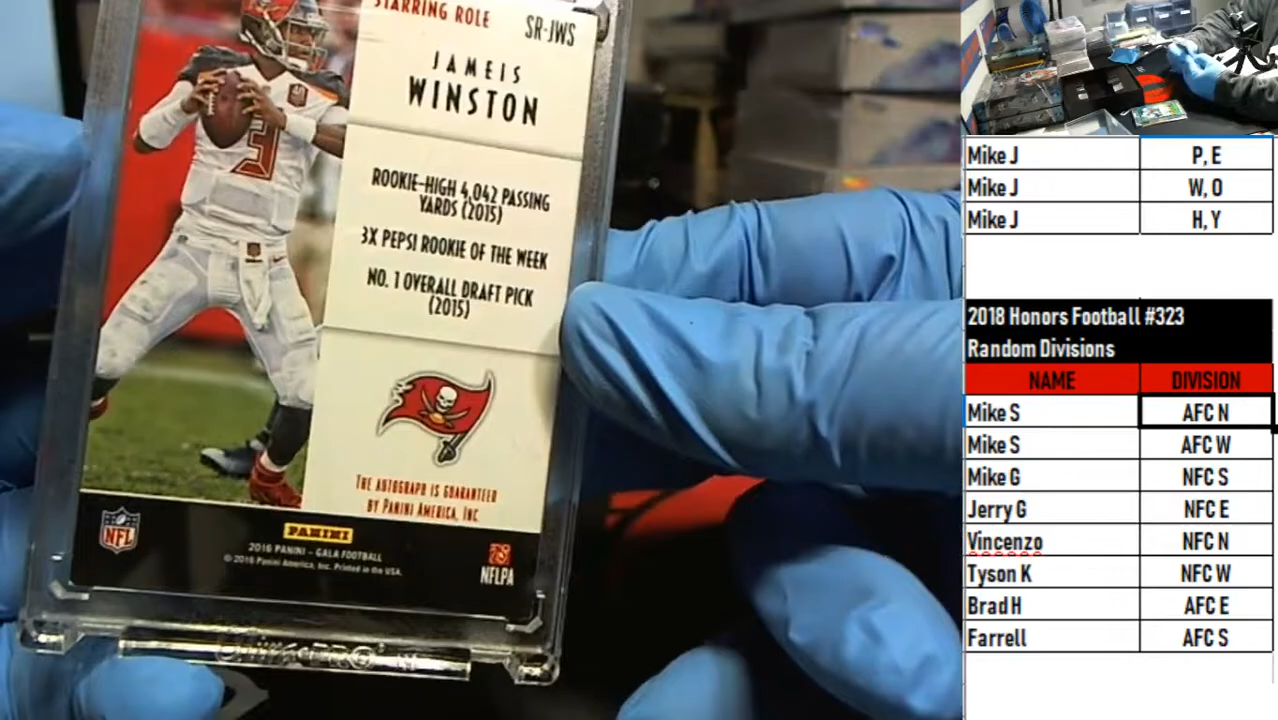 STARRING ROLE
SR-JWS
JAMEIS
WINSTON
ROOKIE-HIGH 4,042 PASSING
YARDS (2015)
3X PEPSI ROOKIE OF THE WEEK
NO. 1 OVERALL DRAFT PICK
(2015)
THE AUTOGRAPH IS GUARANTEED
BY PANINI AMERICA, INC
NFL
PANINI
2016 PANINI - GALA FOOTBALL
© 2016 Panini America, Inc. Printed in the USA.
NFLPA
3
Mike J P, E
Mike J W, O
Mike J H, Y
2018 Honors Football #323
Random Divisions
NAME DIVISION
Mike S AFC N
Mike S AFC W
Mike G NFC S
Jerry G NFC E
Vincenzo NFC N
Tyson K NFC W
Brad H AFC E
Farrell AFC S